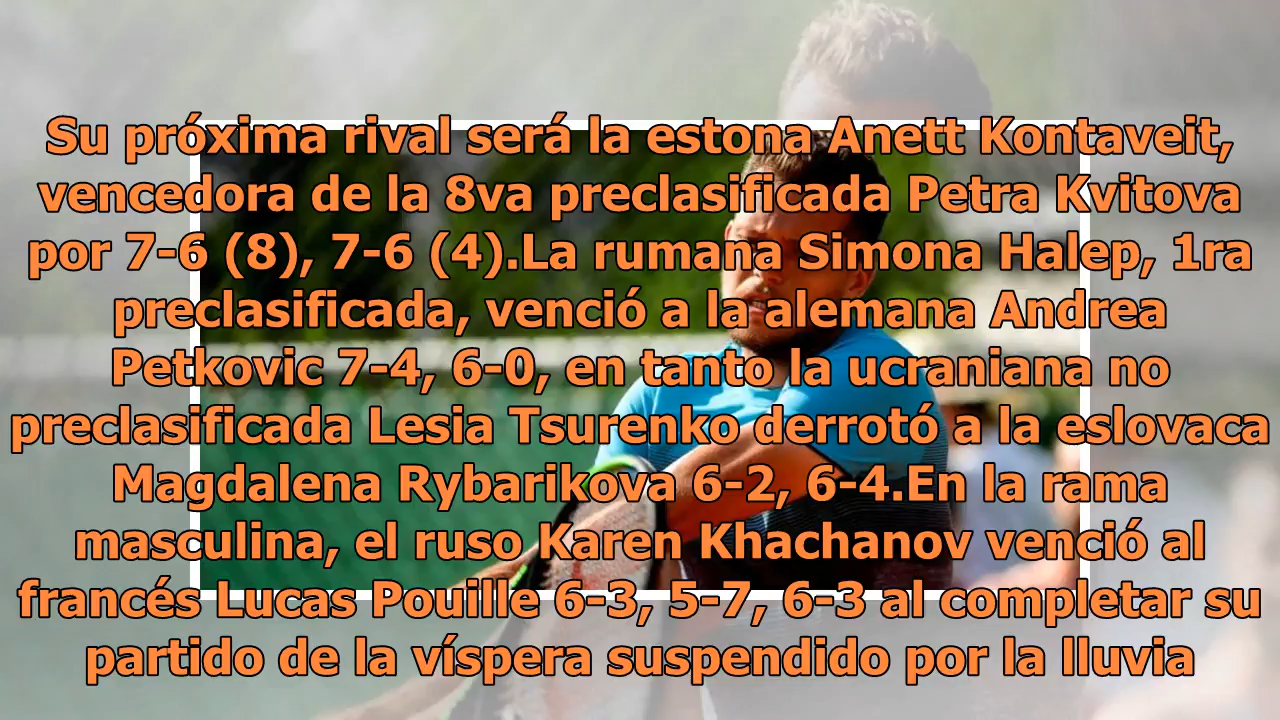 Su próxima rival será la estona Anett Kontaveit,
vencedora de la 8va preclasificada Petra Kvitova
por 7-6 (8), 7-6 (4).La rumana Simona Halep, 1ra
preclasificada, venció a la alemana Andrea
Petkovic 7-4, 6-0, en tanto la ucraniana no
preclasificada Lesia Tsurenko derrotó a la eslovaca
Magdalena Rybarikova 6-2, 6-4.En la rama
masculina, el ruso Karen Khachanov venció al
francés Lucas Pouille 6-3, 5-7, 6-3 al completar su
partido de la víspera suspendido por la lluvia